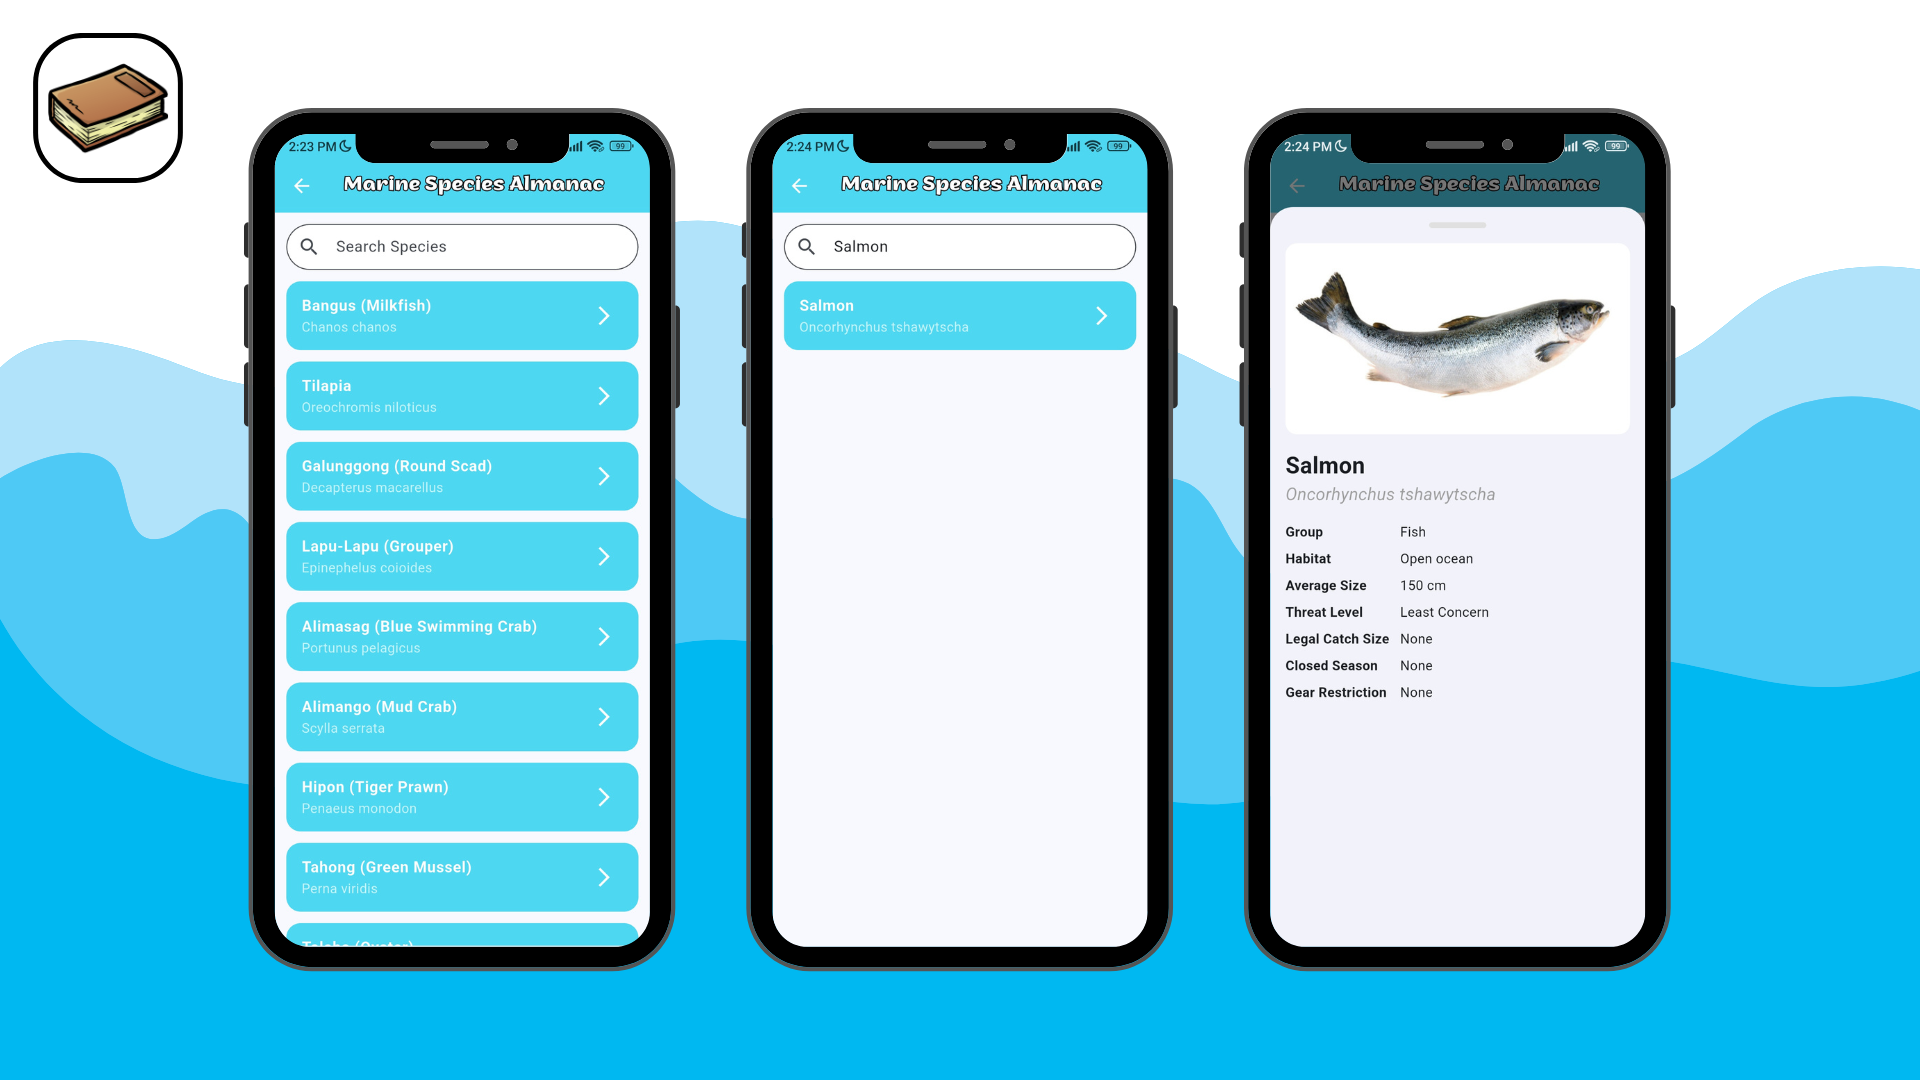 2:23 PM
99
Marine Species Almanac
Search Species
Bangus (Milkfish)
Chanos chanos
Tilapia
Oreochromis niloticus
Galunggong (Round Scad)
Decapterus macarellus
Lapu-Lapu (Grouper)
Epinephelus coioides
Alimasag (Blue Swimming Crab)
Portunus pelagicus
Alimango (Mud Crab)
Scylla serrata
Hipon (Tiger Prawn)
Penaeus monodon
Tahong (Green Mussel)
Perna viridis
2:24 PM
99
Marine Species Almanac
Salmon
Salmon
Oncorhynchus tshawytscha
2:24 PM
99
Marine Species Almanac
Salmon
Oncorhynchus tshawytscha
Group Fish
Habitat Open ocean
Average Size 150 cm
Threat Level Least Concern
Legal Catch Size None
Closed Season None
Gear Restriction None